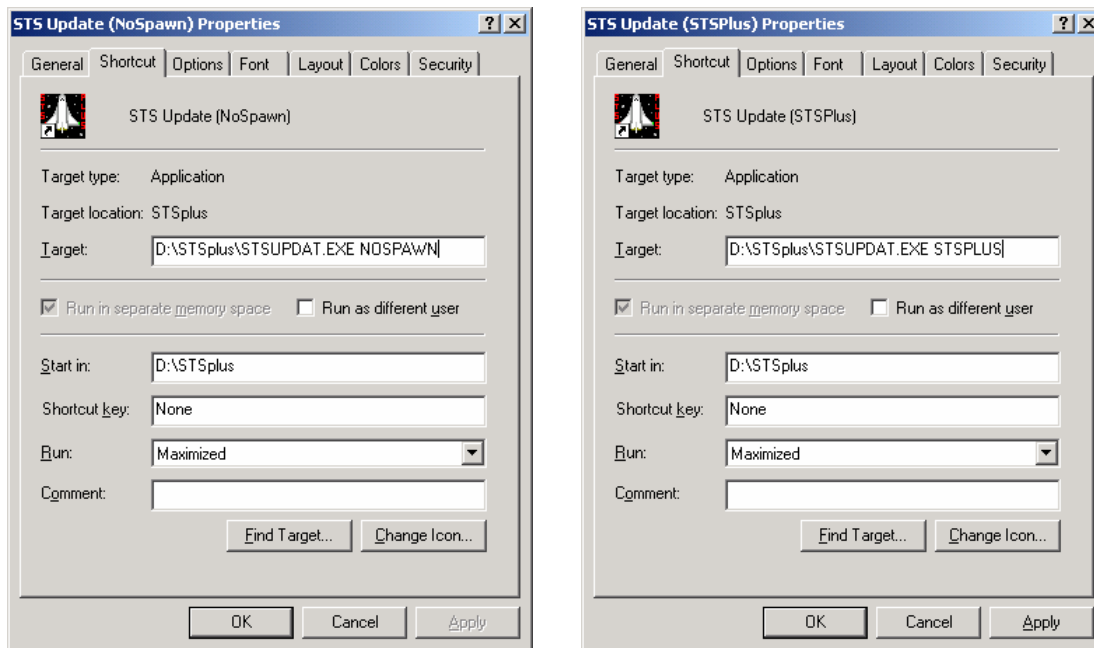 STS Update (NoSpawn) Properties
General Shortcut Options Font Layout Colors Security
STS Update (NoSpawn)
Target type: Application
Target location: STSplus
Target: D:\STSplus\STSUPDAT.EXE NOSPAWN
Run in separate memory space Run as different user
Start in: D:\STSplus
Shortcut key: None
Run: Maximized
Comment:
Find Target... Change Icon...
OK Cancel Apply
STS Update (STSPlus) Properties
General Shortcut Options Font Layout Colors Security
STS Update (STSPlus)
Target type: Application
Target location: STSplus
Target: D:\STSplus\STSUPDAT.EXE STSPLUS
Run in separate memory space Run as different user
Start in: D:\STSplus
Shortcut key: None
Run: Maximized
Comment:
Find Target... Change Icon...
OK Cancel Apply